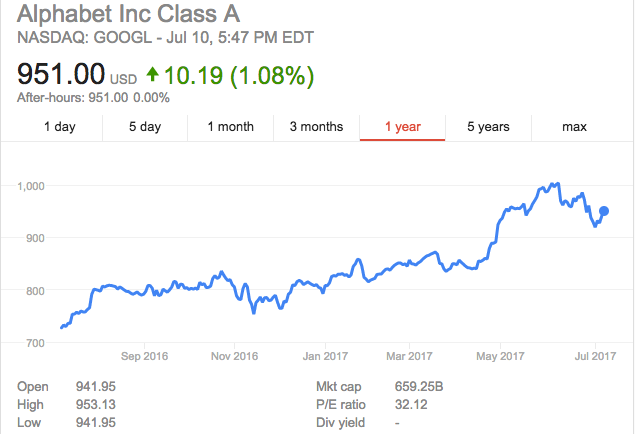 Alphabet Inc Class A
NASDAQ: GOOGL - Jul 10, 5:47 PM EDT
951.00 USD 10.19 (1.08%)
After-hours: 951.00 0.00%
1 day 5 day 1 month 3 months 1 year 5 years max
1,000
900
800
700
Sep 2016 Nov 2016 Jan 2017 Mar 2017 May 2017 Jul 2017
Open 941.95 Mkt cap 659.25B
High 953.13 P/E ratio 32.12
Low 941.95 Div yield -